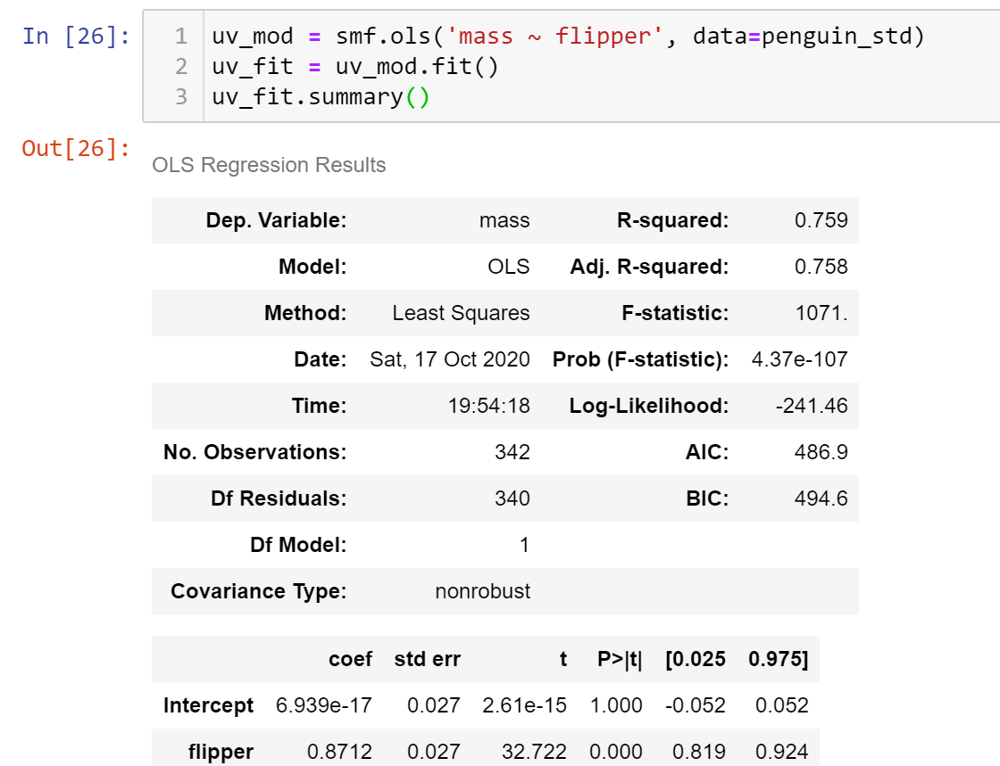 In [26]: 1 uv_mod = smf.ols('mass ~ flipper', data=penguin_std)
2 uv_fit = uv_mod.fit()
3 uv_fit.summary()
Out[26]:
OLS Regression Results
Dep. Variable: mass R-squared: 0.759
Model: OLS Adj. R-squared: 0.758
Method: Least Squares F-statistic: 1071.
Date: Sat, 17 Oct 2020 Prob (F-statistic): 4.37e-107
Time: 19:54:18 Log-Likelihood: -241.46
No. Observations: 342 AIC: 486.9
Df Residuals: 340 BIC: 494.6
Df Model: 1
Covariance Type: nonrobust
coef std err t P>|t| [0.025 0.975]
Intercept 6.939e-17 0.027 2.61e-15 1.000 -0.052 0.052
flipper 0.8712 0.027 32.722 0.000 0.819 0.924